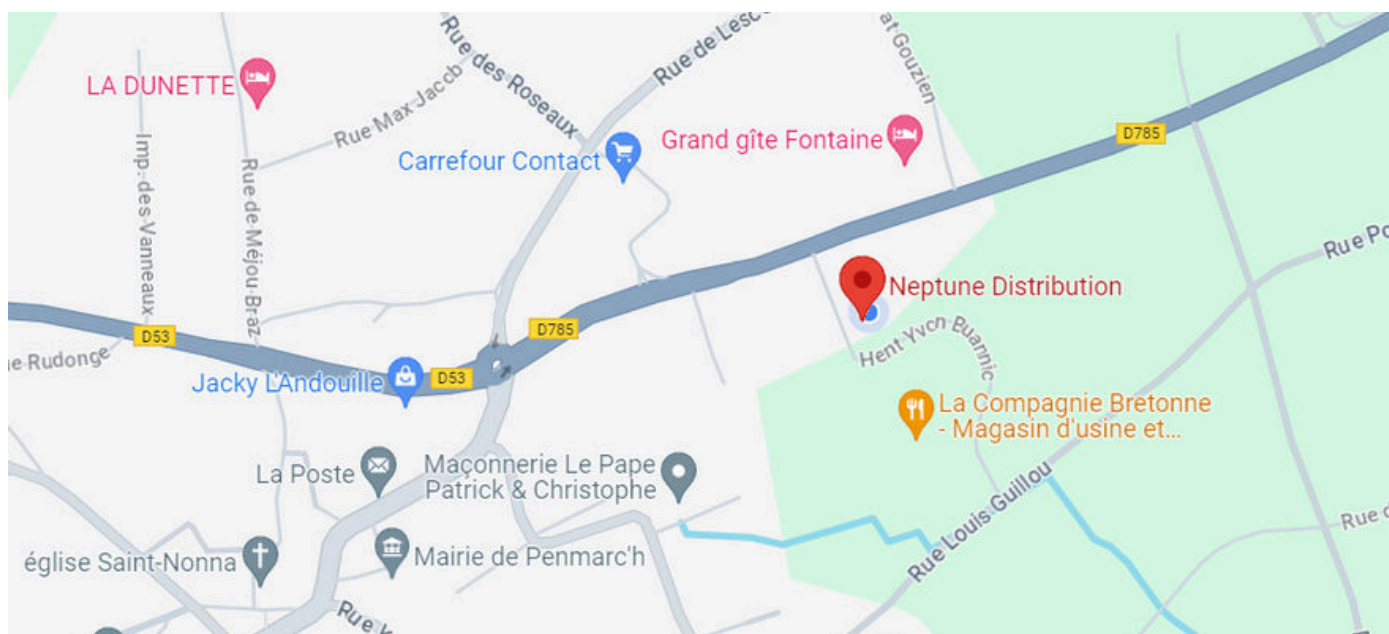 Rue des Roseaux
Rue de Lesco
at Gouzien
LA DUNETTE
Rue Max Jacob
Imp. des Vanneaux
Rue de Méjou Braz
Carrefour Contact
Grand gîte Fontaine
D785
Rue Po
Neptune Distribution
D53
D785
e Rudonge
Hent Yvon Buannic
Jacky L'Andouille
D53
La Compagnie Bretonne
- Magasin d'usine et...
La Poste
Maçonnerie Le Pape
Patrick & Christophe
Rue Louis Guillou
Rue d
église Saint-Nonna
Mairie de Penmarc'h
Rue